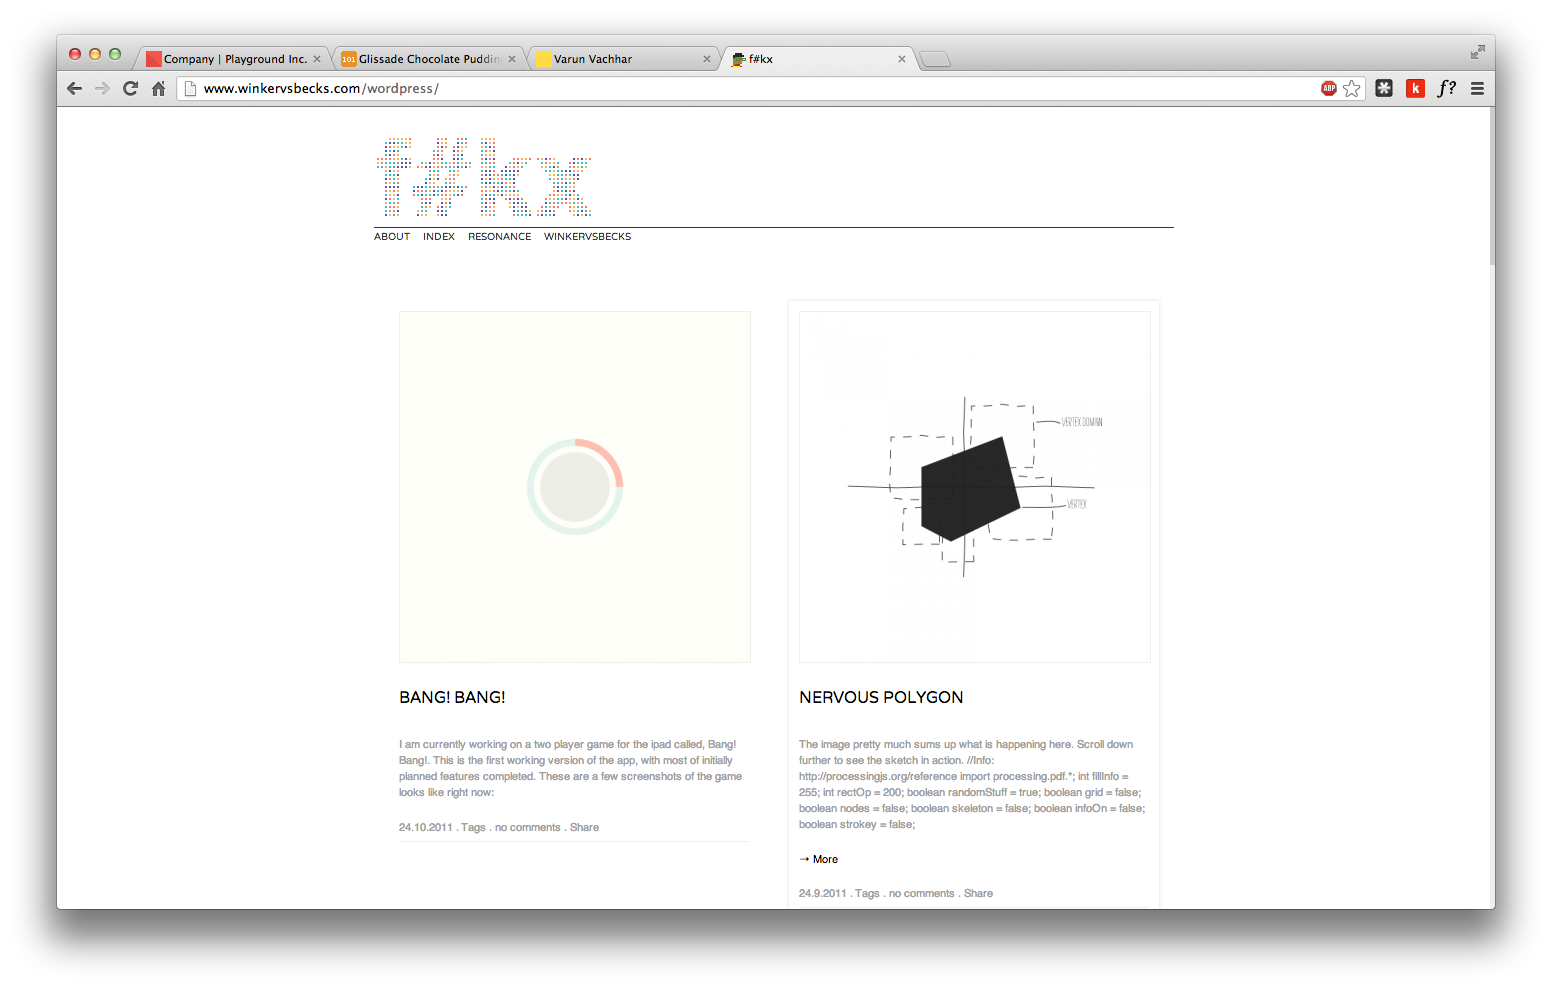 Company | Playground Inc.
Glissade Chocolate Puddin
Varun Vachhar
f#kx
www.winkervsbecks.com/wordpress/
ABP
k
f?
f#kx
ABOUT INDEX RESONANCE WINKERVSBECKS
VERTEX DOMAIN
VERTEX
BANG! BANG!
I am currently working on a two player game for the ipad called, Bang!
Bang!. This is the first working version of the app, with most of initially
planned features completed. These are a few screenshots of the game
looks like right now:
24.10.2011 . Tags . no comments . Share
NERVOUS POLYGON
The image pretty much sums up what is happening here. Scroll down
further to see the sketch in action. //Info:
http://processingjs.org/reference import processing.pdf.*; int fillInfo =
255; int rectOp = 200; boolean randomStuff = true; boolean grid = false;
boolean nodes = false; boolean skeleton = false; boolean infoOn = false;
boolean strokey = false;
→ More
24.9.2011 . Tags . no comments . Share